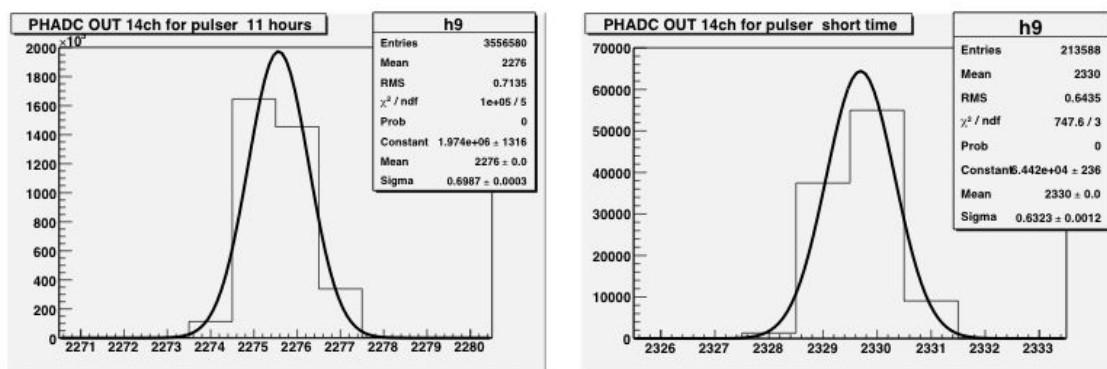 PHADC OUT 14ch for pulser 11 hours
h9
Entries 3556580
Mean 2276
RMS 0.7135
χ² / ndf 1e+05 / 5
Prob 0
Constant 1.974e+06 ± 1316
Mean 2276 ± 0.0
Sigma 0.6987 ± 0.0003
×10³
2000
1800
1600
1400
1200
1000
800
600
400
200
0
2271 2272 2273 2274 2275 2276 2277 2278 2279 2280
PHADC OUT 14ch for pulser short time
h9
Entries 213588
Mean 2330
RMS 0.6435
χ² / ndf 747.6 / 3
Prob 0
Constant 6.442e+04 ± 236
Mean 2330 ± 0.0
Sigma 0.6323 ± 0.0012
70000
60000
50000
40000
30000
20000
10000
0
2326 2327 2328 2329 2330 2331 2332 2333